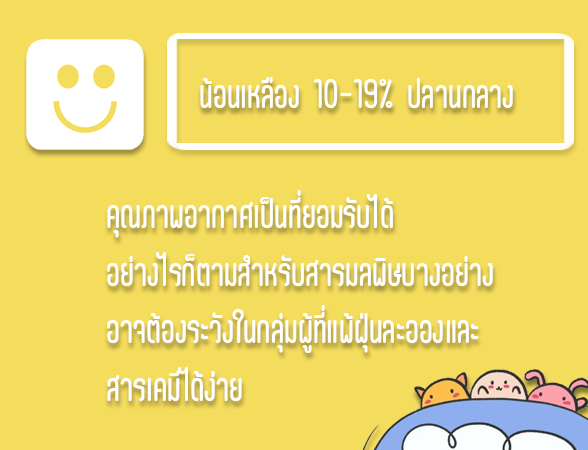 น้อนเหลือง 10-19% ปลานกลาง
คุณภาพอากาศเป็นที่ยอมรับได้
อย่างไรก็ตามสำหรับสารมลพิษบางอย่าง
อาจต้องระวังในกลุ่มผู้ที่แพ้ฝุ่นละอองและ
สารเคมีได้ง่าย